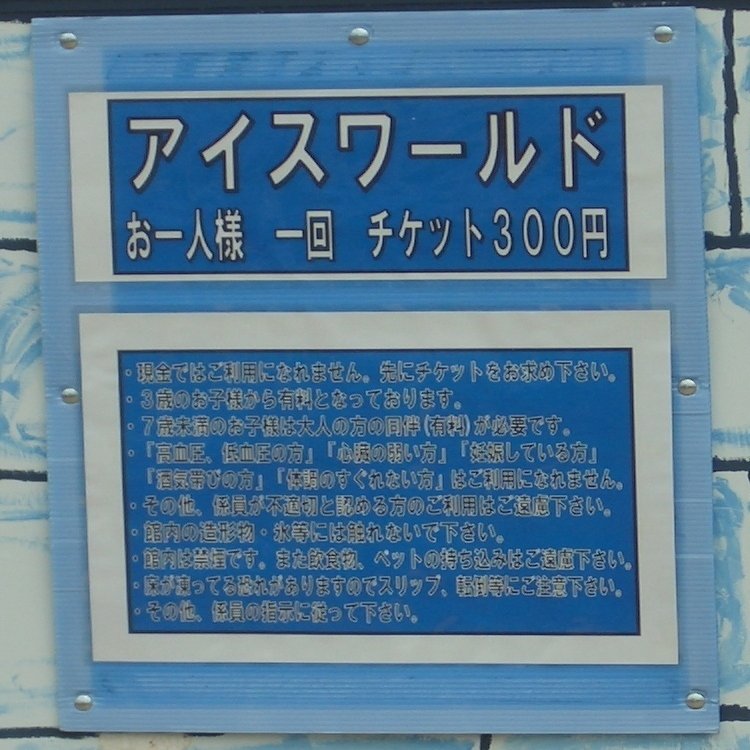 アイスワールド
お一人様 一回 チケット300円
・現金ではご利用になれません。先にチケットをお求め下さい。
・3歳のお子様から有料となっております。
・7歳未満のお子様は大人の方の同伴(有料)が必要です。
・『高血圧、低血圧の方』『心臓の弱い方』『妊娠している方』
『酒気帯びの方』『体調のすぐれない方』はご利用になれません。
・その他、係員が不適切と認める方のご利用はご遠慮下さい。
・館内の造形物・氷等には触れないで下さい。
・館内は禁煙です。また飲食物、ペットの持ち込みはご遠慮下さい。
・床が凍ってる恐れがありますのでスリップ、転倒等にご注意下さい。
・その他、係員の指示に従って下さい。